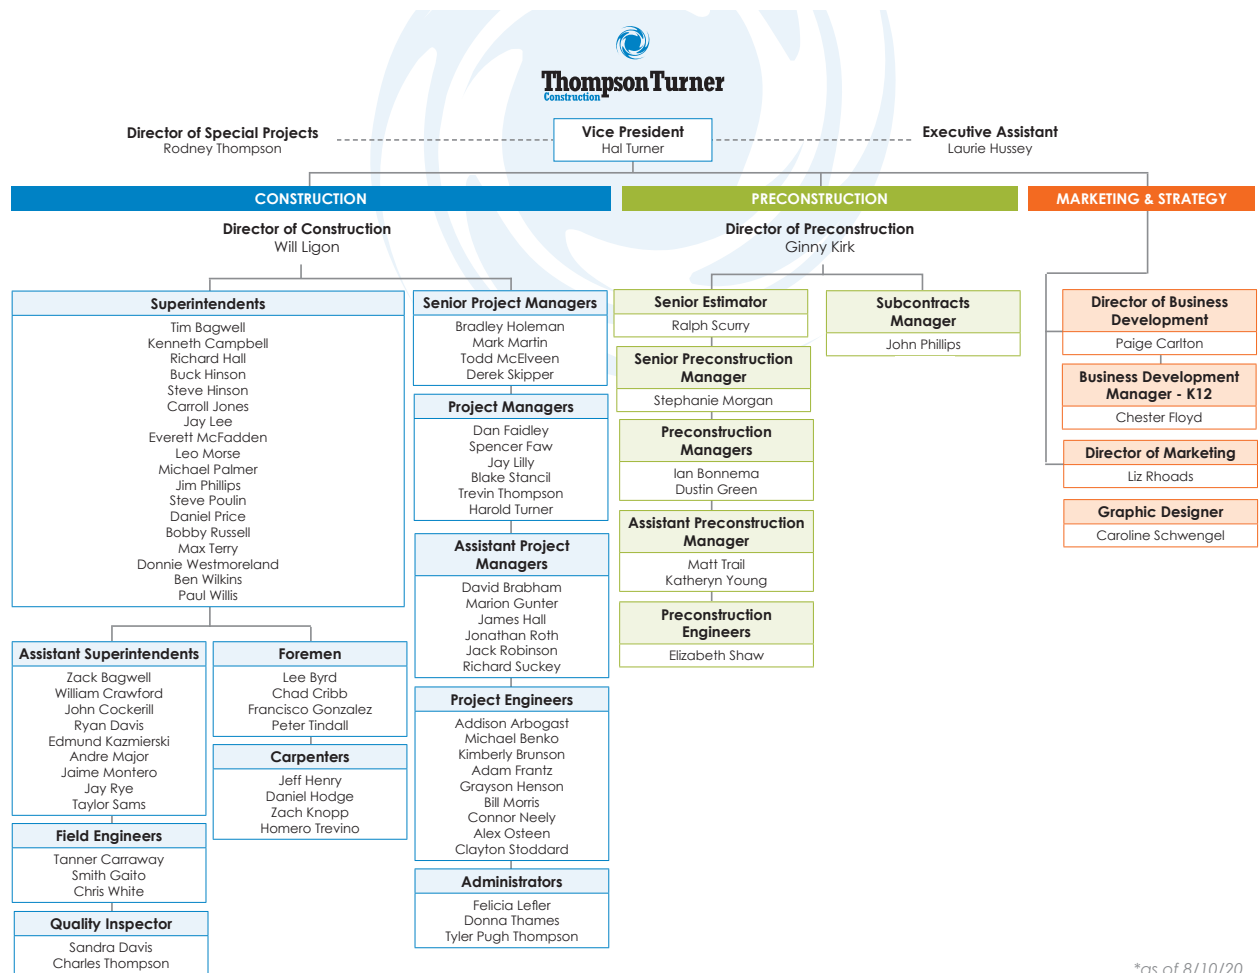 ThompsonTurner
Construction
Director of Special Projects
Rodney Thompson
Vice President
Hal Turner
Executive Assistant
Laurie Hussey
CONSTRUCTION
Director of Construction
Will Ligon
Superintendents
Tim Bagwell
Kenneth Campbell
Richard Hall
Buck Hinson
Steve Hinson
Carroll Jones
Jay Lee
Everett McFadden
Leo Morse
Michael Palmer
Jim Phillips
Steve Poulin
Daniel Price
Bobby Russell
Max Terry
Donnie Westmoreland
Ben Wilkins
Paul Willis
Assistant Superintendents
Zack Bagwell
William Crawford
John Cockerill
Ryan Davis
Edmund Kazmierski
Andre Major
Jaime Montero
Jay Rye
Taylor Sams
Field Engineers
Tanner Carraway
Smith Gaito
Chris White
Quality Inspector
Sandra Davis
Charles Thompson
Foremen
Lee Byrd
Chad Cribb
Francisco Gonzalez
Peter Tindall
Carpenters
Jeff Henry
Daniel Hodge
Zach Knopp
Homero Trevino
Senior Project Managers
Bradley Holeman
Mark Martin
Todd McElveen
Derek Skipper
Project Managers
Dan Faidley
Spencer Faw
Jay Lilly
Blake Stancil
Trevin Thompson
Harold Turner
Assistant Project
Managers
David Brabham
Marion Gunter
James Hall
Jonathan Roth
Jack Robinson
Richard Suckey
Project Engineers
Addison Arbogast
Michael Benko
Kimberly Brunson
Adam Frantz
Grayson Henson
Bill Morris
Connor Neely
Alex Osteen
Clayton Stoddard
Administrators
Felicia Lefler
Donna Thames
Tyler Pugh Thompson
PRECONSTRUCTION
Director of Preconstruction
Ginny Kirk
Senior Estimator
Ralph Scurry
Senior Preconstruction
Manager
Stephanie Morgan
Preconstruction
Managers
Ian Bonnema
Dustin Green
Assistant Preconstruction
Manager
Matt Trail
Katheryn Young
Preconstruction
Engineers
Elizabeth Shaw
Subcontracts
Manager
John Phillips
MARKETING & STRATEGY
Director of Business
Development
Paige Carlton
Business Development
Manager - K12
Chester Floyd
Director of Marketing
Liz Rhoads
Graphic Designer
Caroline Schwengel
*as of 8/10/20